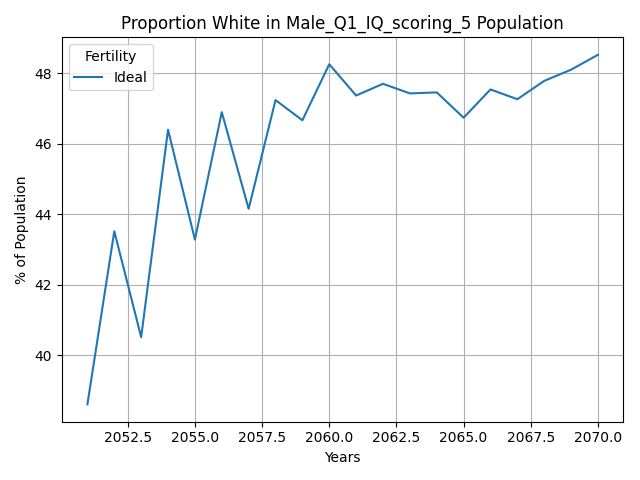 Proportion White in Male_Q1_IQ_scoring_5 Population
Fertility
Ideal
48
46
44
42
40
% of Population
2052.5 2055.0 2057.5 2060.0 2062.5 2065.0 2067.5 2070.0
Years